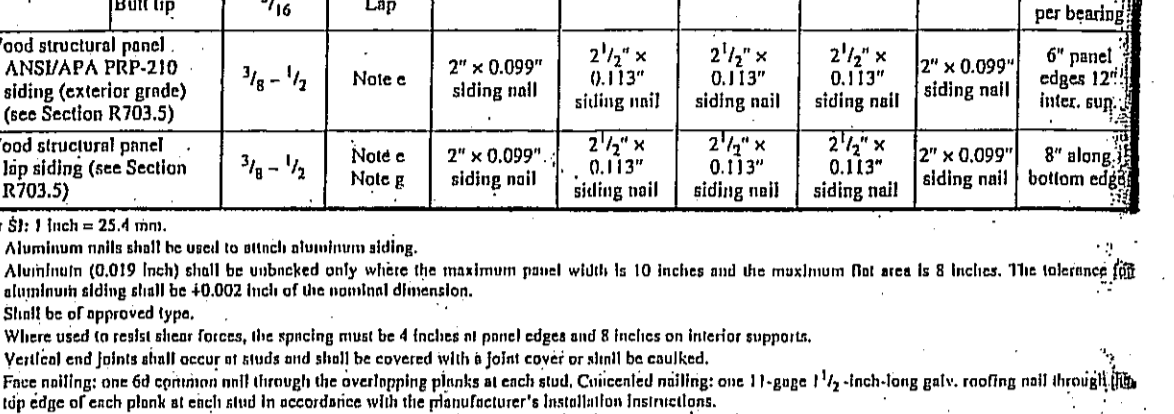 Butt tip 5/16 Lap
per bearing
ood structural panel
ANSI/APA PRP-210
siding (exterior grade)
(see Section R703.5)
3/8 – 1/2
Note e
2" × 0.099"
siding nail
2 1/2" ×
0.113"
siding nail
2 1/2" ×
0.113"
siding nail
2 1/2" ×
0.113"
siding nail
2" × 0.099"
siding nail
6" panel
edges 12"
inter. sup.
ood structural panel
lap siding (see Section
R703.5)
3/8 – 1/2
Note e
Note g
2" × 0.099"
siding nail
2 1/2" ×
0.113"
siding nail
2 1/2" ×
0.113"
siding nail
2 1/2" ×
0.113"
siding nail
2" × 0.099"
siding nail
8" along
bottom edge
SI: 1 inch = 25.4 mm.
Aluminum nails shall be used to attach aluminum siding.
Aluminum (0.019 inch) shall be unbacked only where the maximum panel width is 10 inches and the maximum flat area is 8 inches. The tolerance for
aluminum siding shall be +0.002 inch of the nominal dimension.
Shall be of approved type.
Where used to resist shear forces, the spacing must be 4 inches at panel edges and 8 inches on interior supports.
Vertical end joints shall occur at studs and shall be covered with a joint cover or shall be caulked.
Face nailing: one 6d common nail through the overlapping planks at each stud. Concealed nailing: one 11-gage 1 1/2 -inch-long galv. roofing nail through the
top edge of each plank at each stud in accordance with the manufacturer's installation instructions.